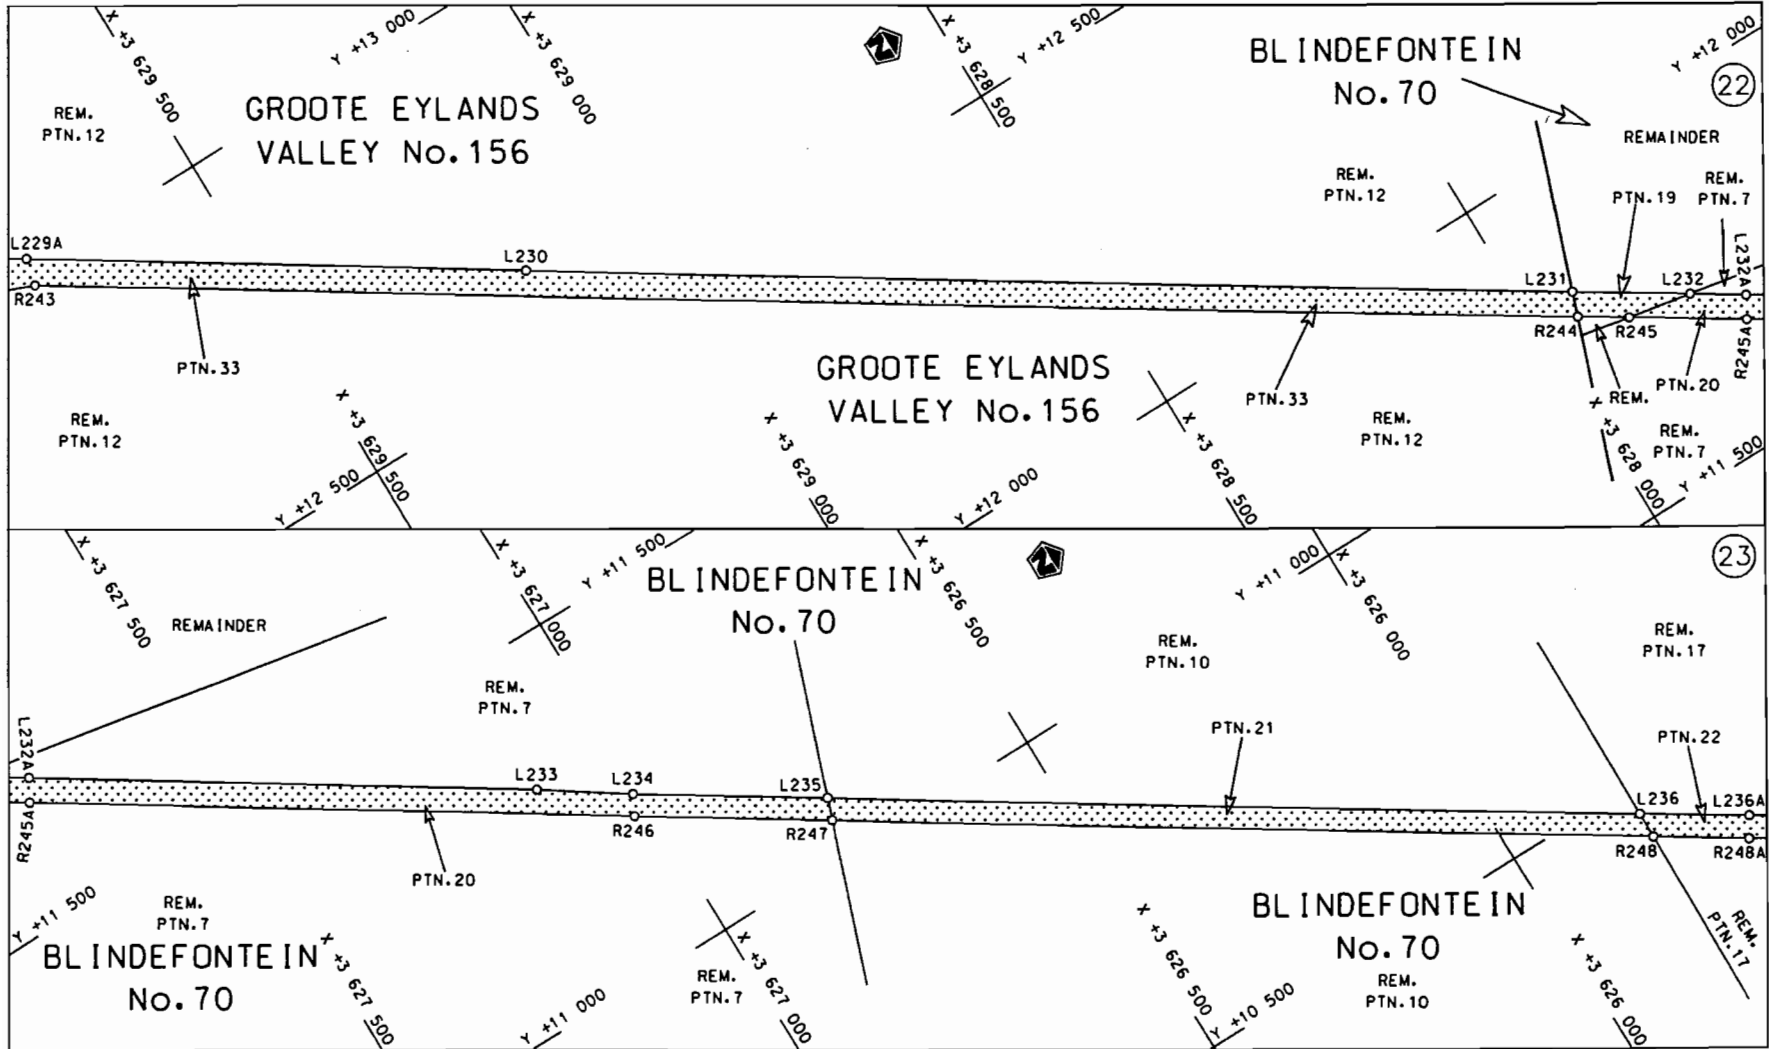 X +3 629 500
Y +13 000
X +3 629 000
X +3 628 500
Y +12 500
Y +12 000
22
BLINDEFONTEIN
No.70
GROOTE EYLANDS
VALLEY No.156
REM.
PTN.12
REMAINDER
REM.
PTN.12
PTN.19
REM.
PTN.7
L229A
L230
L231
L232
L232A
R243
R244
R245
R245A
PTN.33
GROOTE EYLANDS
VALLEY No.156
PTN.33
REM.
PTN.20
REM.
PTN.12
REM.
PTN.12
REM.
PTN.7
X +3 629 500
Y +12 500
X +3 629 000
Y +12 000
X +3 628 500
X +3 628 000
Y +11 500
X +3 627 500
X +3 627 000
Y +11 500
X +3 626 500
Y +11 000
X +3 626 000
23
BLINDEFONTEIN
No.70
REMAINDER
REM.
PTN.7
REM.
PTN.10
REM.
PTN.17
PTN.21
PTN.22
L232A
L233
L234
L235
L236
L236A
R245A
R246
R247
R248
R248A
PTN.20
Y +11 500
REM.
PTN.7
BLINDEFONTEIN
No.70
X +3 627 500
Y +11 000
REM.
PTN.7
X +3 627 000
X +3 626 500
Y +10 500
BLINDEFONTEIN
No.70
REM.
PTN.10
X +3 626 000
REM.
PTN.17